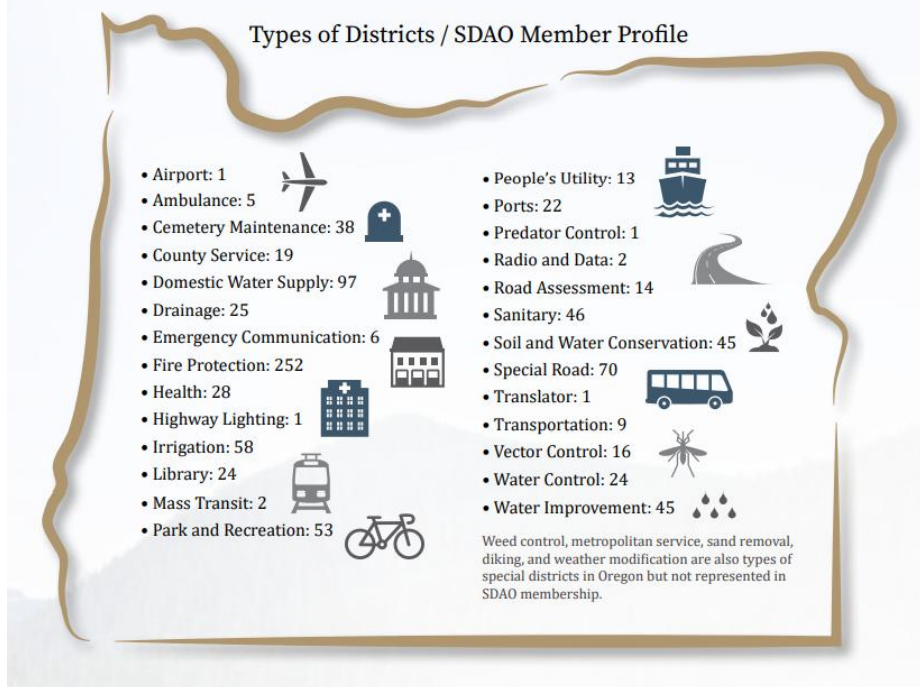 Types of Districts / SDAO Member Profile
• Airport: 1
• Ambulance: 5
• Cemetery Maintenance: 38
• County Service: 19
• Domestic Water Supply: 97
• Drainage: 25
• Emergency Communication: 6
• Fire Protection: 252
• Health: 28
• Highway Lighting: 1
• Irrigation: 58
• Library: 24
• Mass Transit: 2
• Park and Recreation: 53
• People's Utility: 13
• Ports: 22
• Predator Control: 1
• Radio and Data: 2
• Road Assessment: 14
• Sanitary: 46
• Soil and Water Conservation: 45
• Special Road: 70
• Translator: 1
• Transportation: 9
• Vector Control: 16
• Water Control: 24
• Water Improvement: 45
Weed control, metropolitan service, sand removal,
diking, and weather modification are also types of
special districts in Oregon but not represented in
SDAO membership.